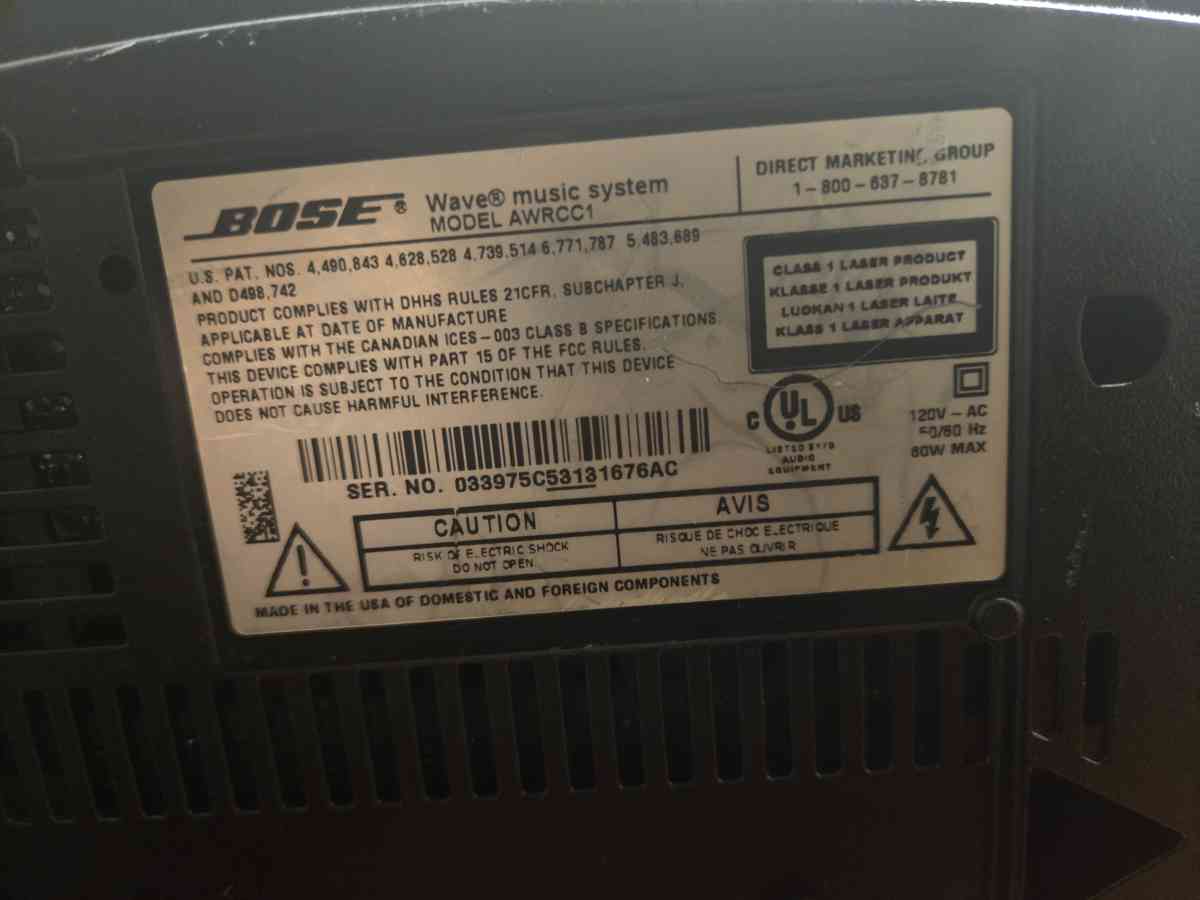 BOSE® Wave® music system
MODEL AWRCC1
DIRECT MARKETING GROUP
1-800-637-8781
U.S. PAT. NOS. 4,490,843 4,628,528 4,739,514 6,771,787 5,483,689
AND D498,742
PRODUCT COMPLIES WITH DHHS RULES 21CFR, SUBCHAPTER J,
APPLICABLE AT DATE OF MANUFACTURE
COMPLIES WITH THE CANADIAN ICES-003 CLASS B SPECIFICATIONS
THIS DEVICE COMPLIES WITH PART 15 OF THE FCC RULES.
OPERATION IS SUBJECT TO THE CONDITION THAT THIS DEVICE
DOES NOT CAUSE HARMFUL INTERFERENCE.
CLASS 1 LASER PRODUCT
KLASSE 1 LASER PRODUKT
LUOKAN 1 LASER LAITE
KLASS 1 LASER APPARAT
C UL US
LISTED 3Y79
AUDIO
EQUIPMENT
120V ~ AC
50/60 Hz
60W MAX
SER. NO. 033975C53131676AC
CAUTION
RISK OF ELECTRIC SHOCK
DO NOT OPEN
AVIS
RISQUE DE CHOC ELECTRIQUE
NE PAS OUVRIR
MADE IN THE USA OF DOMESTIC AND FOREIGN COMPONENTS